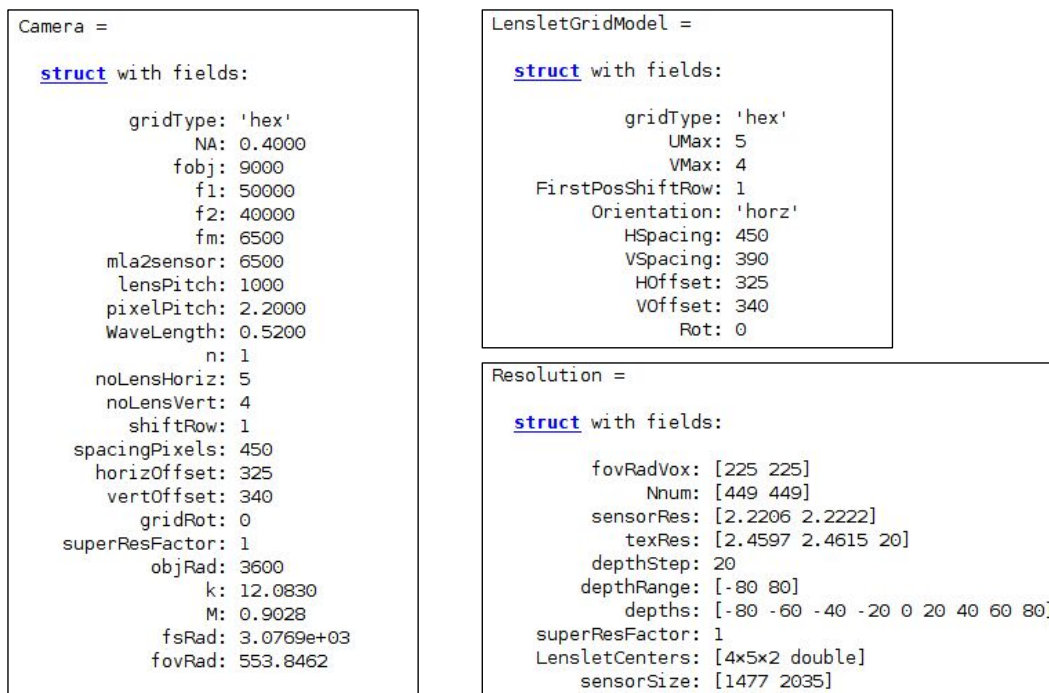 Camera =
struct with fields:
gridType: 'hex'
NA: 0.4000
fobj: 9000
f1: 50000
f2: 40000
fm: 6500
mla2sensor: 6500
lensPitch: 1000
pixelPitch: 2.2000
WaveLength: 0.5200
n: 1
noLensHoriz: 5
noLensVert: 4
shiftRow: 1
spacingPixels: 450
horizOffset: 325
vertOffset: 340
gridRot: 0
superResFactor: 1
objRad: 3600
k: 12.0830
M: 0.9028
fsRad: 3.0769e+03
fovRad: 553.8462
LensletGridModel =
struct with fields:
gridType: 'hex'
UMax: 5
VMax: 4
FirstPosShiftRow: 1
Orientation: 'horz'
HSpacing: 450
VSpacing: 390
HOffset: 325
VOffset: 340
Rot: 0
Resolution =
struct with fields:
fovRadVox: [225 225]
Nnum: [449 449]
sensorRes: [2.2206 2.2222]
texRes: [2.4597 2.4615 20]
depthStep: 20
depthRange: [-80 80]
depths: [-80 -60 -40 -20 0 20 40 60 80]
superResFactor: 1
LensletCenters: [4×5×2 double]
sensorSize: [1477 2035]